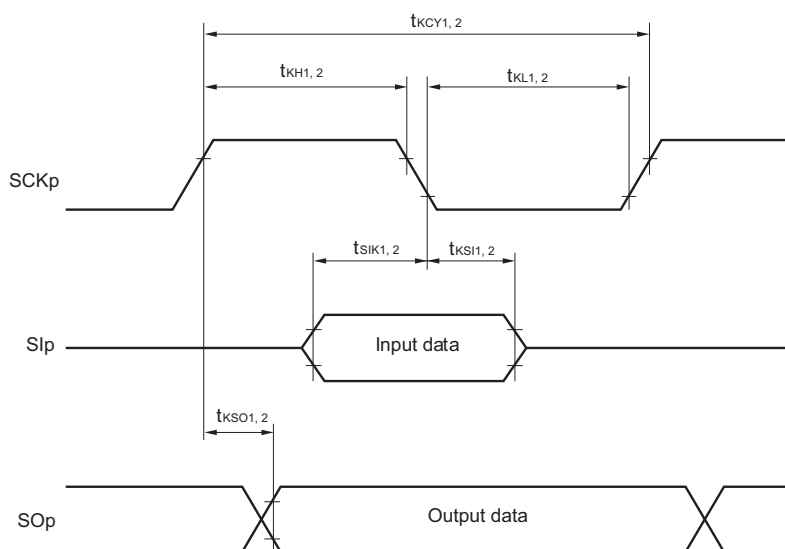 tKCY1, 2
tKH1, 2
tKL1, 2
SCKp
tSIK1, 2
tKSI1, 2
SIp
Input data
tKSO1, 2
SOp
Output data